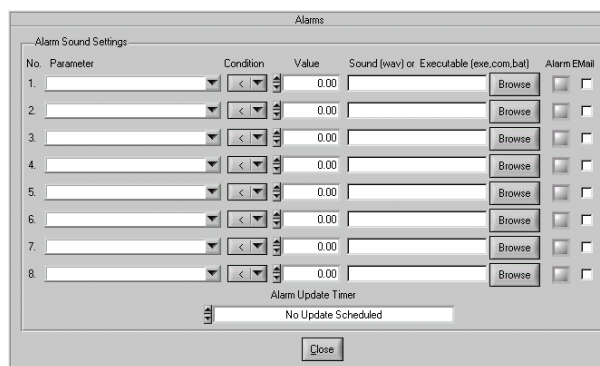 Alarms
Alarm Sound Settings
No. Parameter Condition Value Sound (wav) or Executable (exe,com,bat) Alarm EMail
1. < 0.00 Browse
2. < 0.00 Browse
3. < 0.00 Browse
4. < 0.00 Browse
5. < 0.00 Browse
6. < 0.00 Browse
7. < 0.00 Browse
8. < 0.00 Browse
Alarm Update Timer
No Update Scheduled
Close